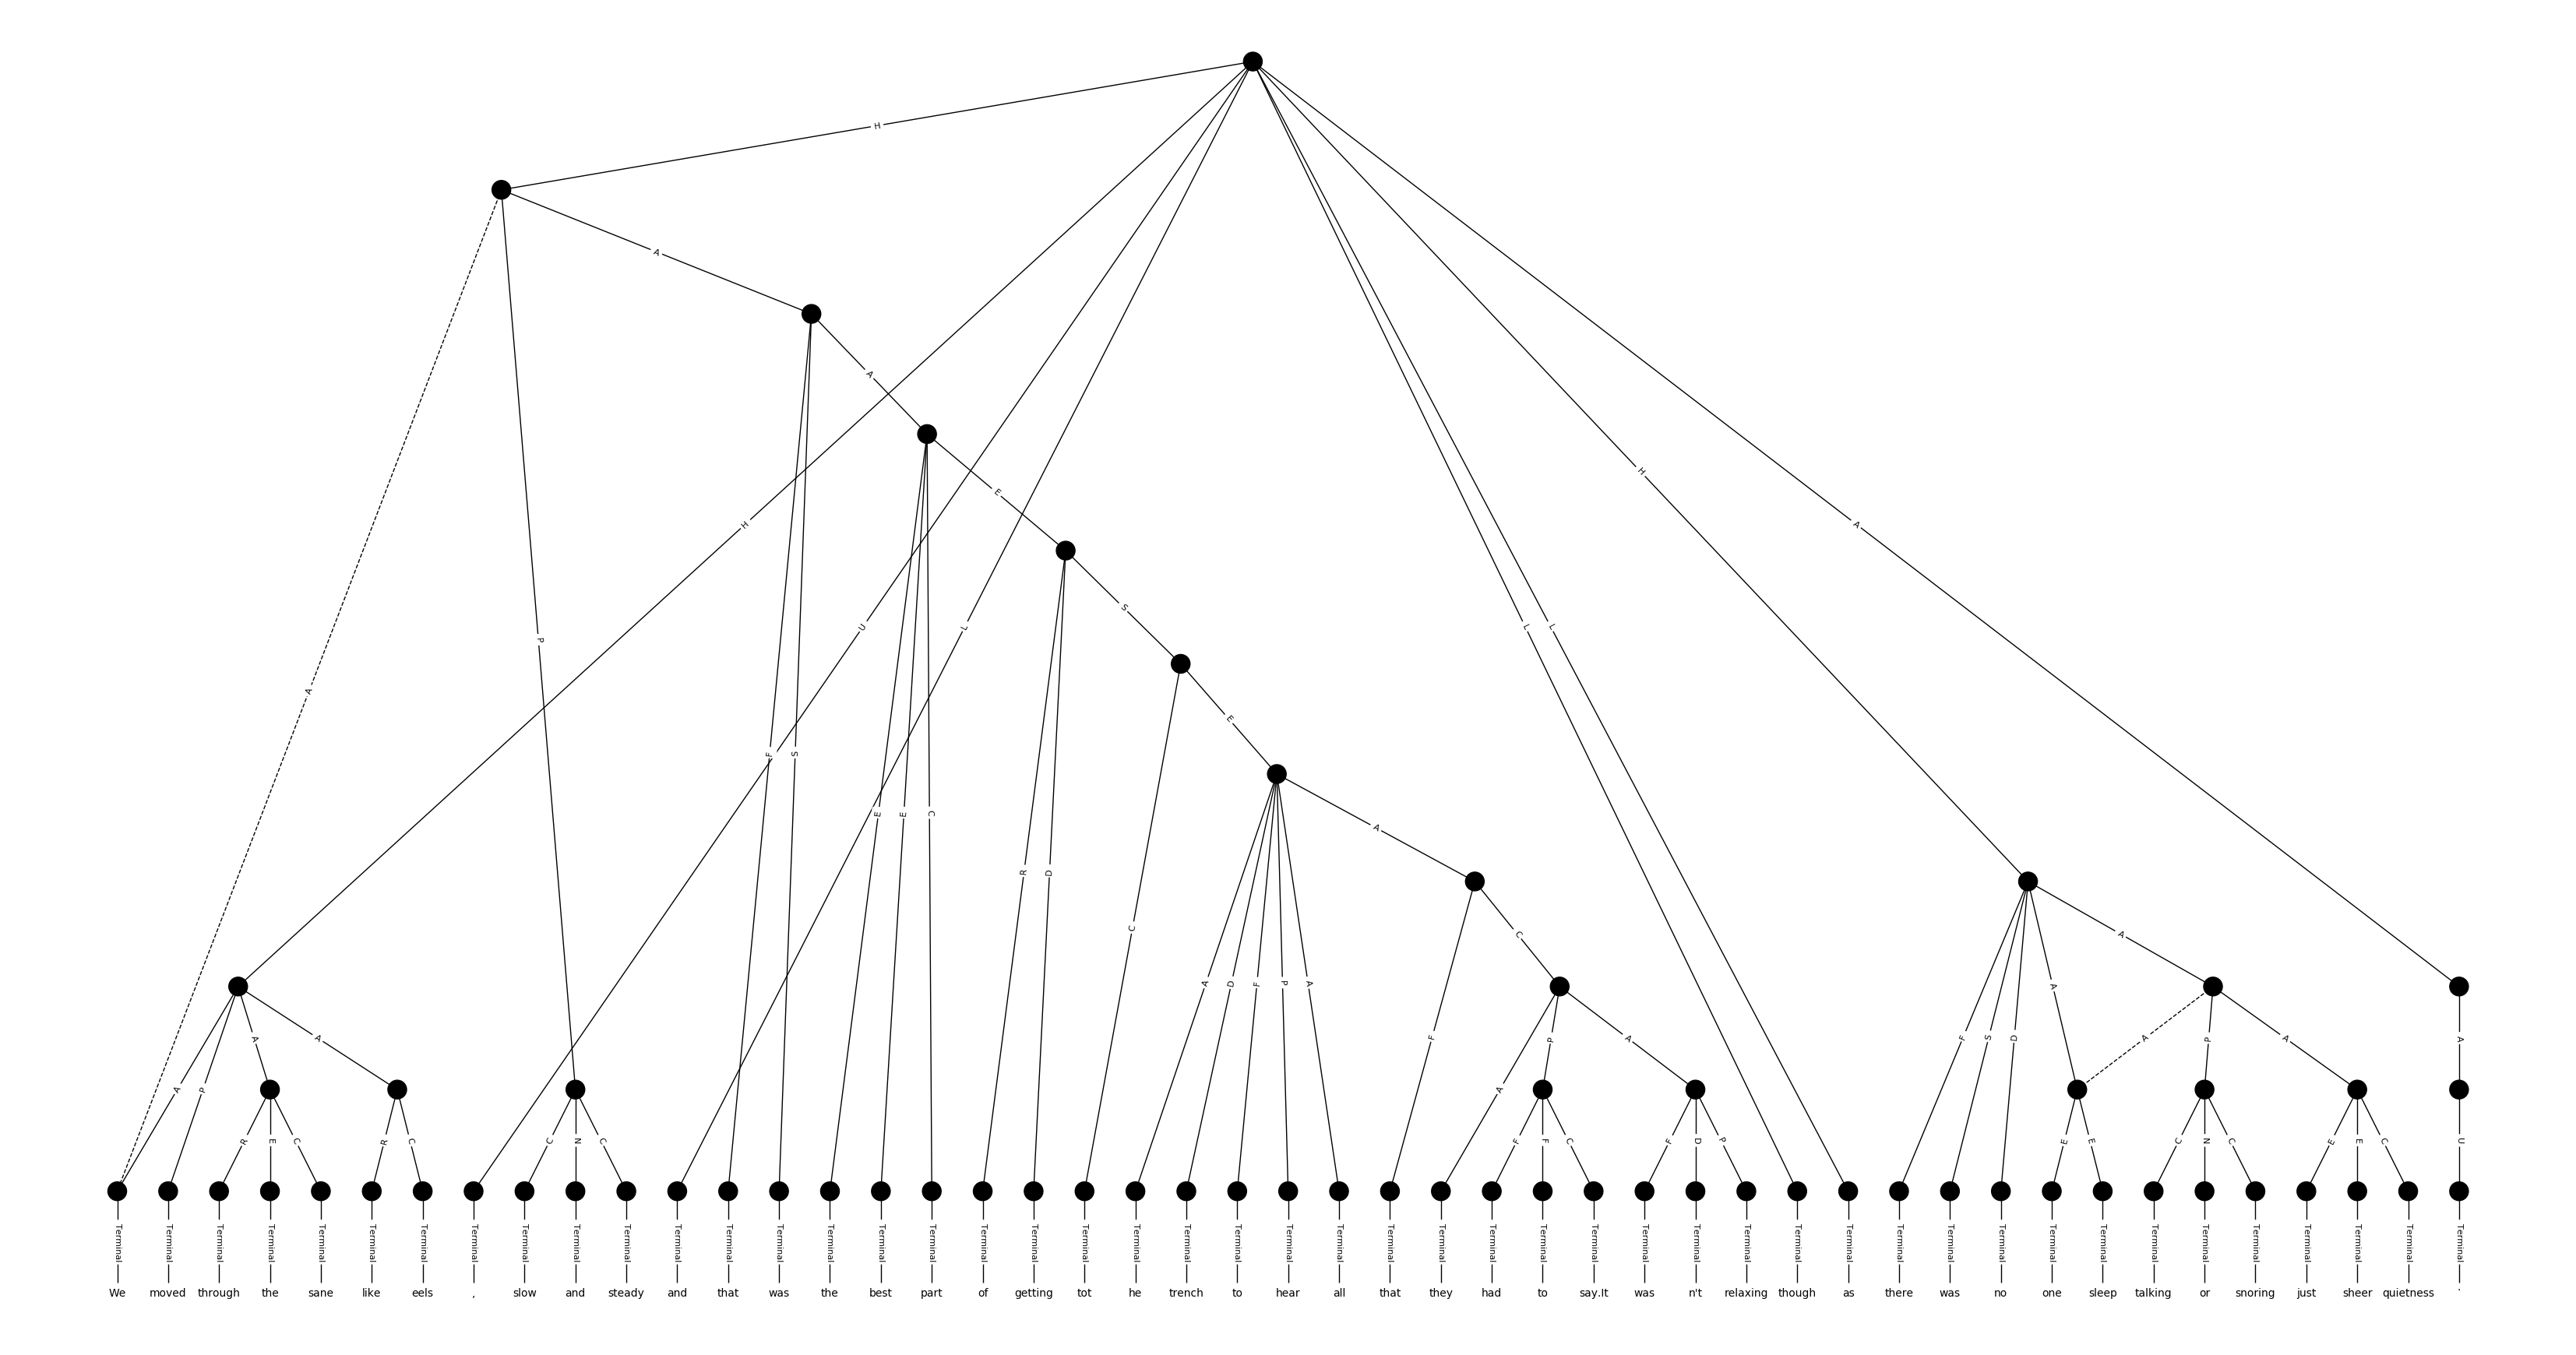 H
A
A
H
E
H A
S
U L L L
P
A
E
F S
E E C
A
R D
C
C A
A D F P A A
A A F P A F S D A P A A
A P A
R E C R C C N C F F C F D P E E C N C E E C U
Terminal Terminal Terminal Terminal Terminal Terminal Terminal Terminal Terminal Terminal Terminal Terminal Terminal Terminal Terminal Terminal Terminal Terminal Terminal Terminal Terminal Terminal Terminal Terminal Terminal Terminal Terminal Terminal Terminal Terminal Terminal Terminal Terminal Terminal Terminal Terminal Terminal Terminal Terminal Terminal Terminal Terminal Terminal Terminal Terminal Terminal Terminal
We moved through the sane like eels , slow and steady and that was the best part of getting tot he trench to hear all that they had to say.It was n't relaxing though as there was no one sleep talking or snoring just sheer quietness .